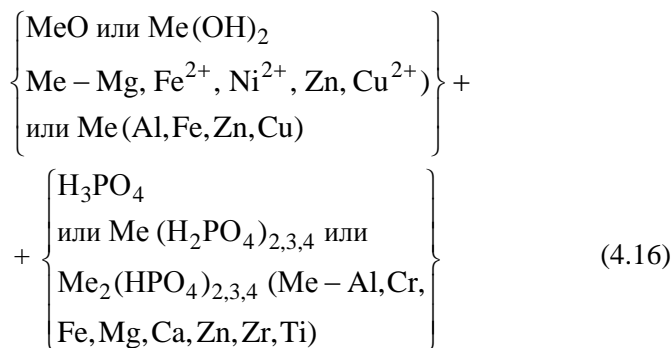 MeO или Me(OH)₂
Me – Mg, Fe²⁺, Ni²⁺, Zn, Cu²⁺) +
или Me(Al,Fe,Zn,Cu)
H₃PO₄
или Me (H₂PO₄)₂,₃,₄ или
+ (4.16)
Me₂(HPO₄)₂,₃,₄ (Me – Al,Cr,
Fe,Mg,Ca,Zn,Zr,Ti)